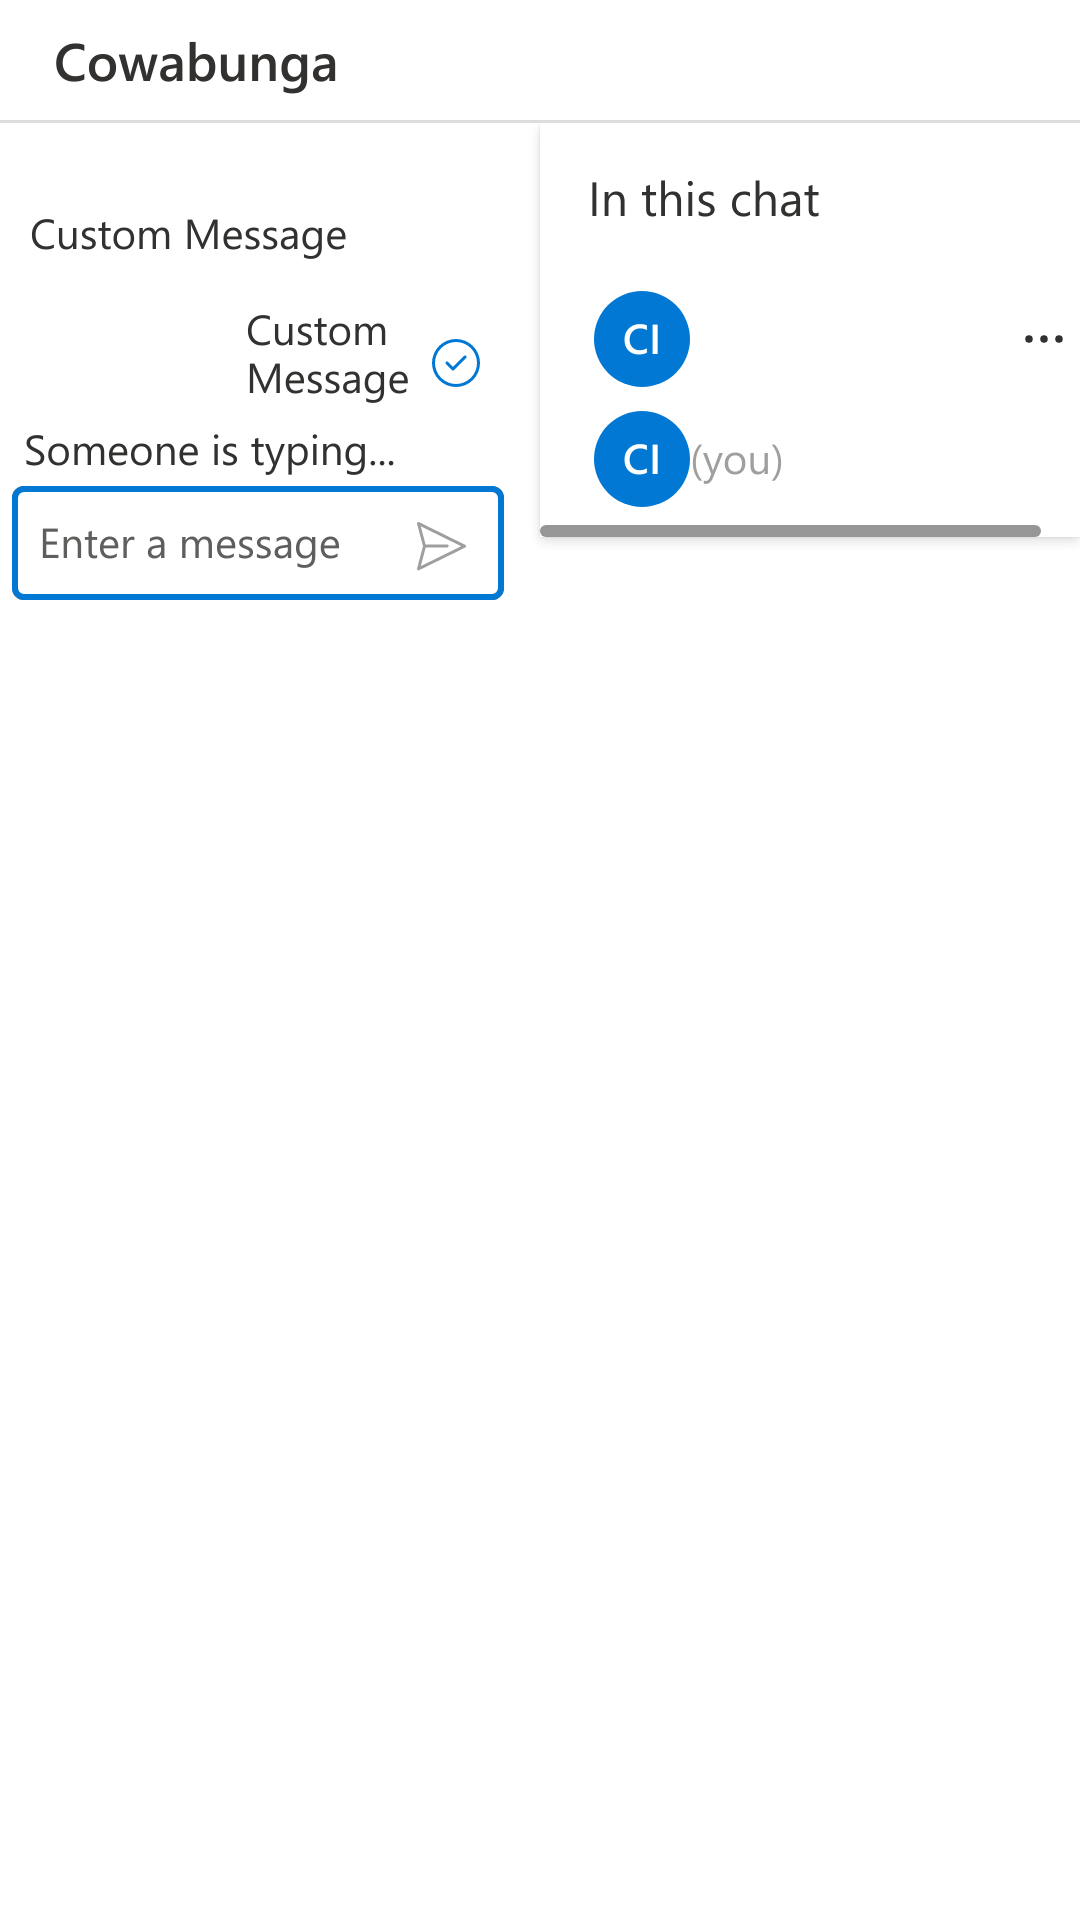 Cowabunga
Custom Message
Custom
Message
Someone is typing...
Enter a message
In this chat
CI
CI (you)